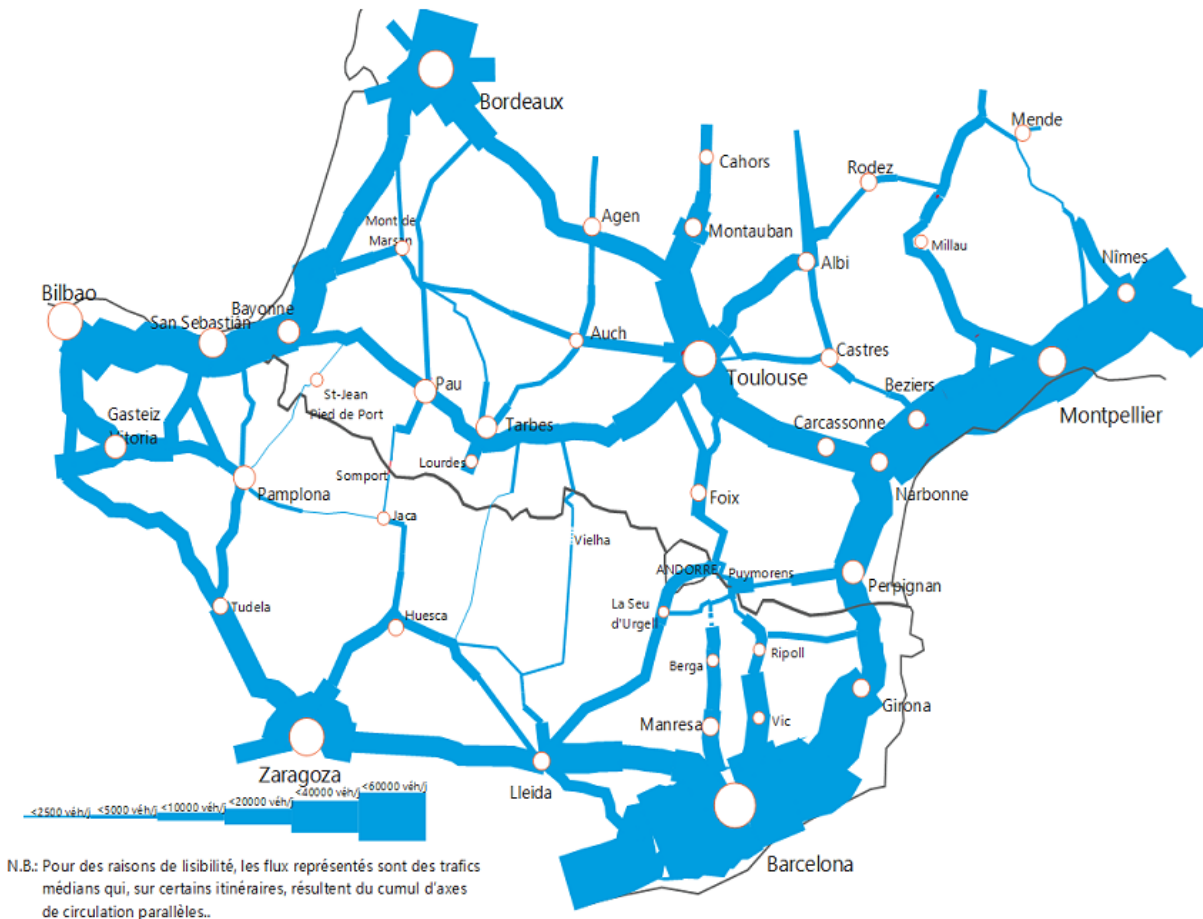 Bordeaux
Mende
Cahors
Rodez
Agen
Mont de
Marsan
Montauban
Millau
Albi
Nîmes
Bilbao
San Sebastián
Bayonne
Auch
Toulouse
Castres
Beziers
Montpellier
St-Jean
Pied de Port
Pau
Gasteiz
Vitoria
Tarbes
Carcassonne
Lourdes
Somport
Narbonne
Pamplona
Foix
Jaca
Vielha
ANDORRE
Puymorens
Perpignan
Tudela
Huesca
La Seu
d'Urgell
Berga
Ripoll
Manresa
Vic
Girona
Zaragoza
Lleida
Barcelona
<2500 véh/j <5000 véh/j <10000 véh/j <20000 véh/j <40000 véh/j <60000 véh/j
N.B.: Pour des raisons de lisibilité, les flux représentés sont des trafics
médians qui, sur certains itinéraires, résultent du cumul d'axes
de circulation parallèles..